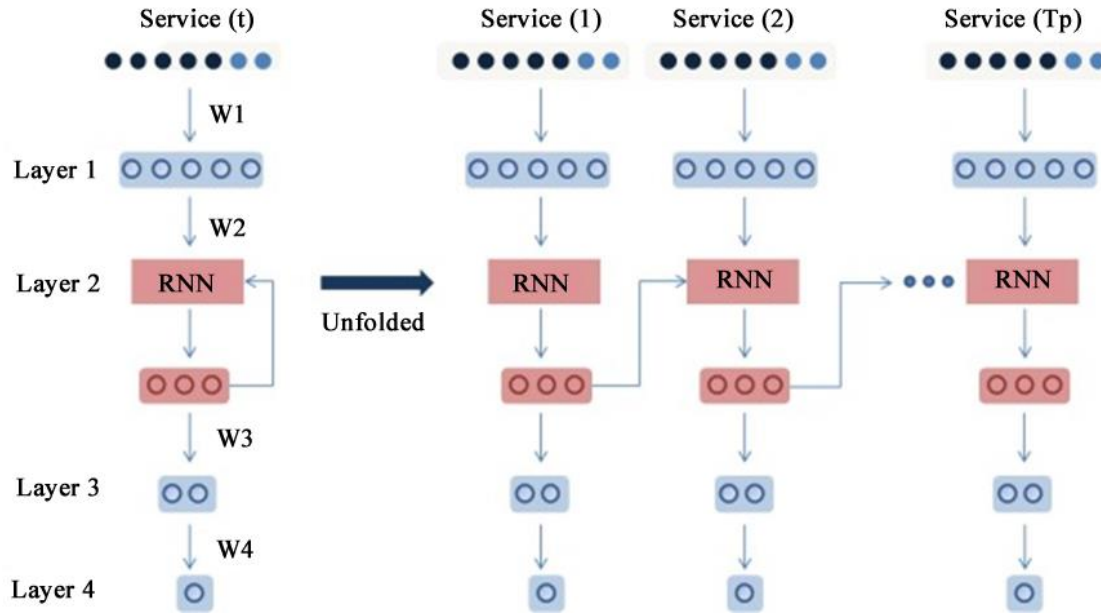 Service (t) Service (1) Service (2) Service (Tp)
W1
Layer 1
W2
Layer 2 RNN RNN RNN RNN
Unfolded
W3
Layer 3
W4
Layer 4